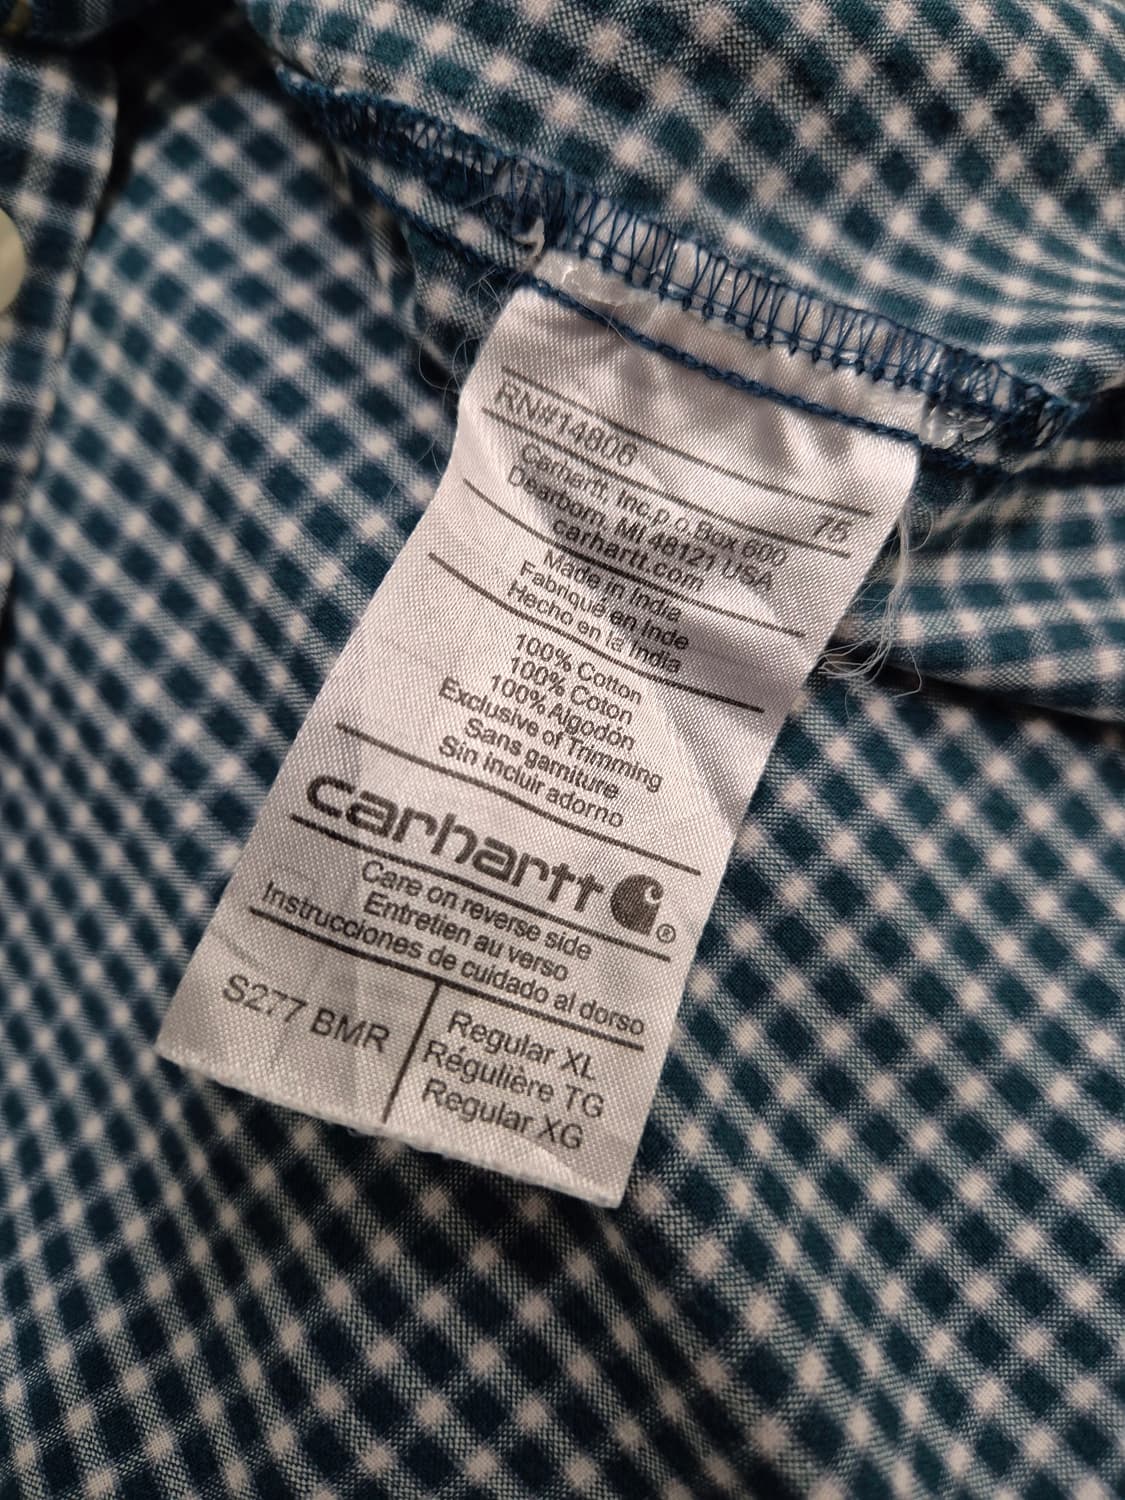 RN#14806 75
Carhartt, Inc.p.o.Box 600
Dearborn, MI 48121 USA
carhartt.com
Made in India
Fabriqué en Inde
Hecho en la India
100% Cotton
100% Coton
100%Algodón
Exclusive of Trimming
Sans garniture
Sin incluir adorno
carhartt ®
Care on reverse side
Entretien au verso
Instrucciones de cuidado al dorso
S277 BMR
Regular XL
Régulière TG
Regular XG